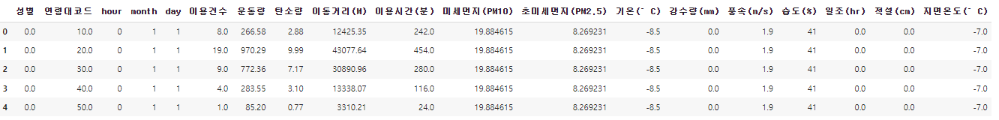 성별 연령대코드 hour month day 이용건수 운동량 탄소량 이동거리(M) 이용시간(분) 미세먼지(PM10) 초미세먼지(PM2.5) 기온(° C) 강수량(mm) 풍속(m/s) 습도(%) 일조(hr) 적설(cm) 지면온도(° C)
0 0.0 10.0 0 1 1 8.0 266.58 2.88 12425.35 242.0 19.884615 8.269231 -8.5 0.0 1.9 41 0.0 0.0 -7.0
1 0.0 20.0 0 1 1 19.0 970.29 9.99 43077.64 454.0 19.884615 8.269231 -8.5 0.0 1.9 41 0.0 0.0 -7.0
2 0.0 30.0 0 1 1 9.0 772.36 7.17 30890.96 280.0 19.884615 8.269231 -8.5 0.0 1.9 41 0.0 0.0 -7.0
3 0.0 40.0 0 1 1 4.0 283.55 3.10 13338.07 116.0 19.884615 8.269231 -8.5 0.0 1.9 41 0.0 0.0 -7.0
4 0.0 50.0 0 1 1 1.0 85.20 0.77 3310.21 24.0 19.884615 8.269231 -8.5 0.0 1.9 41 0.0 0.0 -7.0